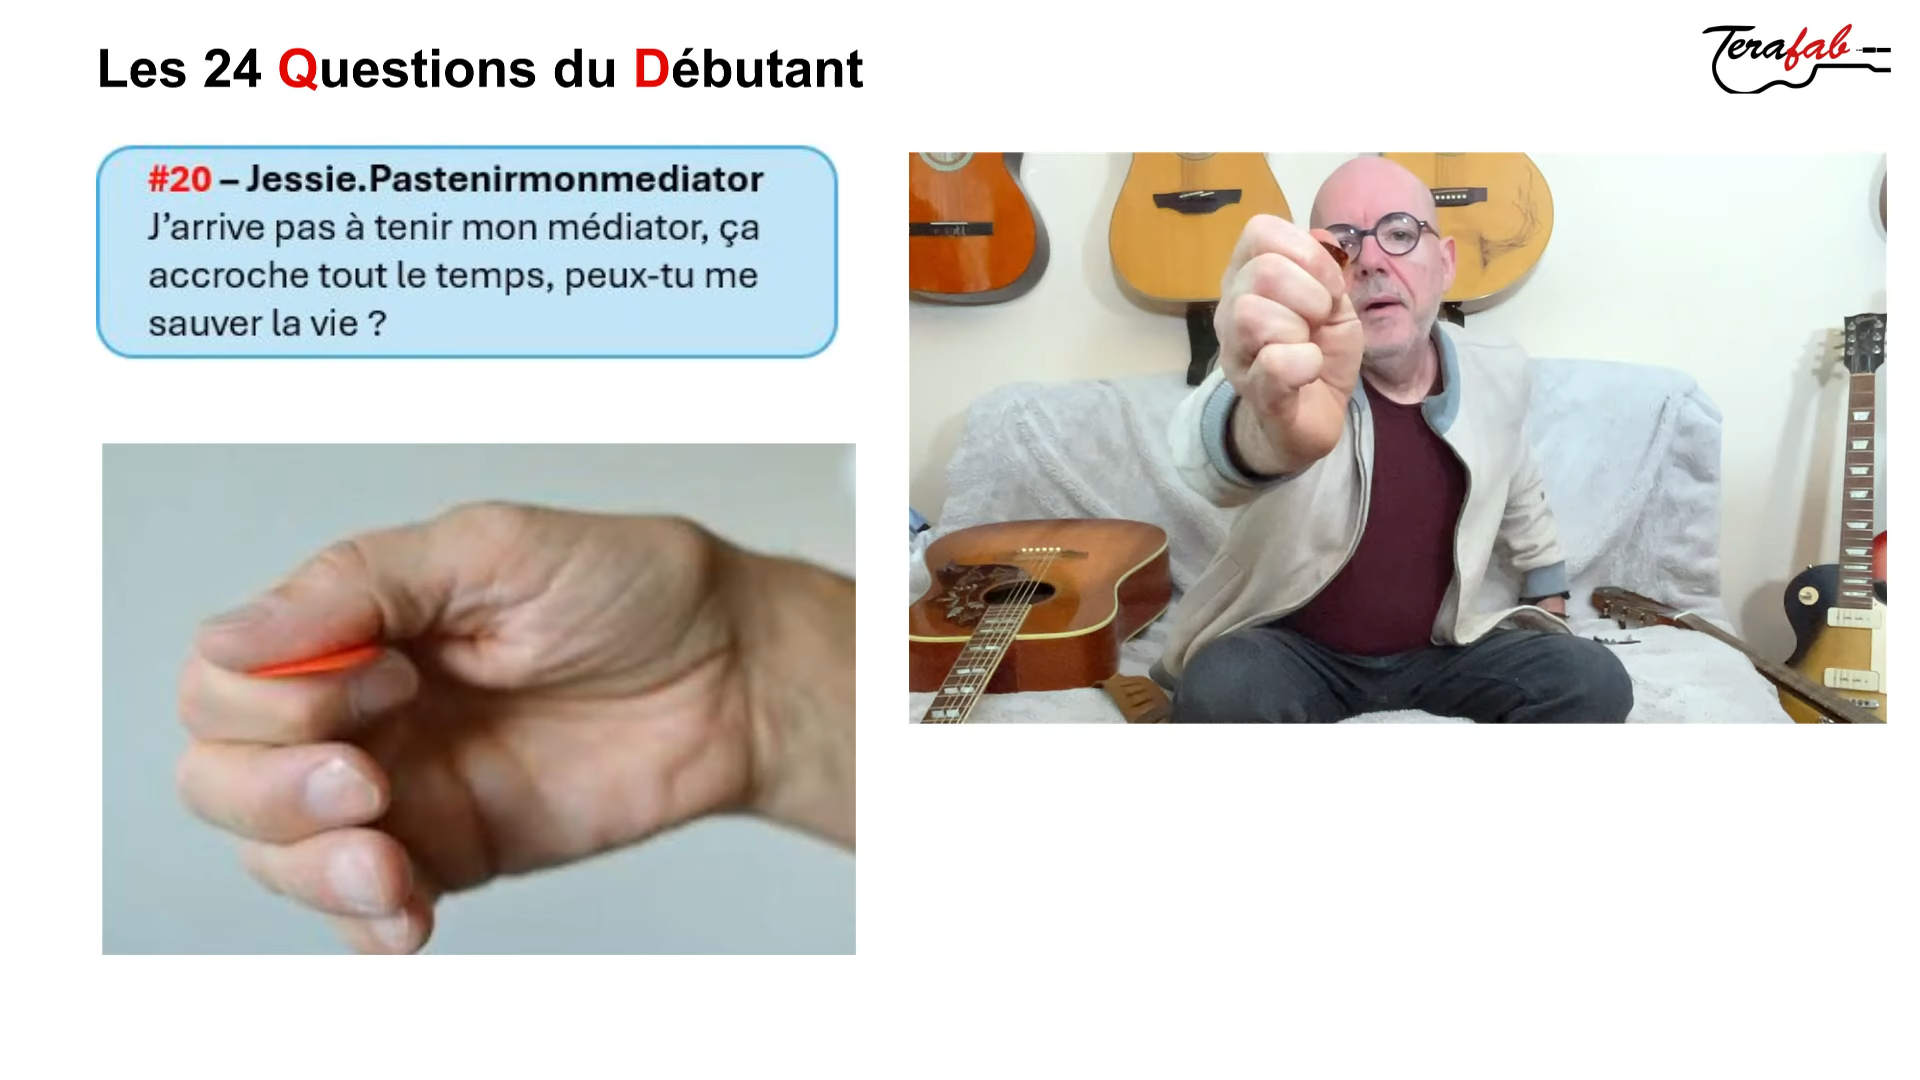 Les 24 Questions du Débutant
Terafab
#20 – Jessie.Pastenirmonmediator
J'arrive pas à tenir mon médiator, ça
accroche tout le temps, peux-tu me
sauver la vie ?